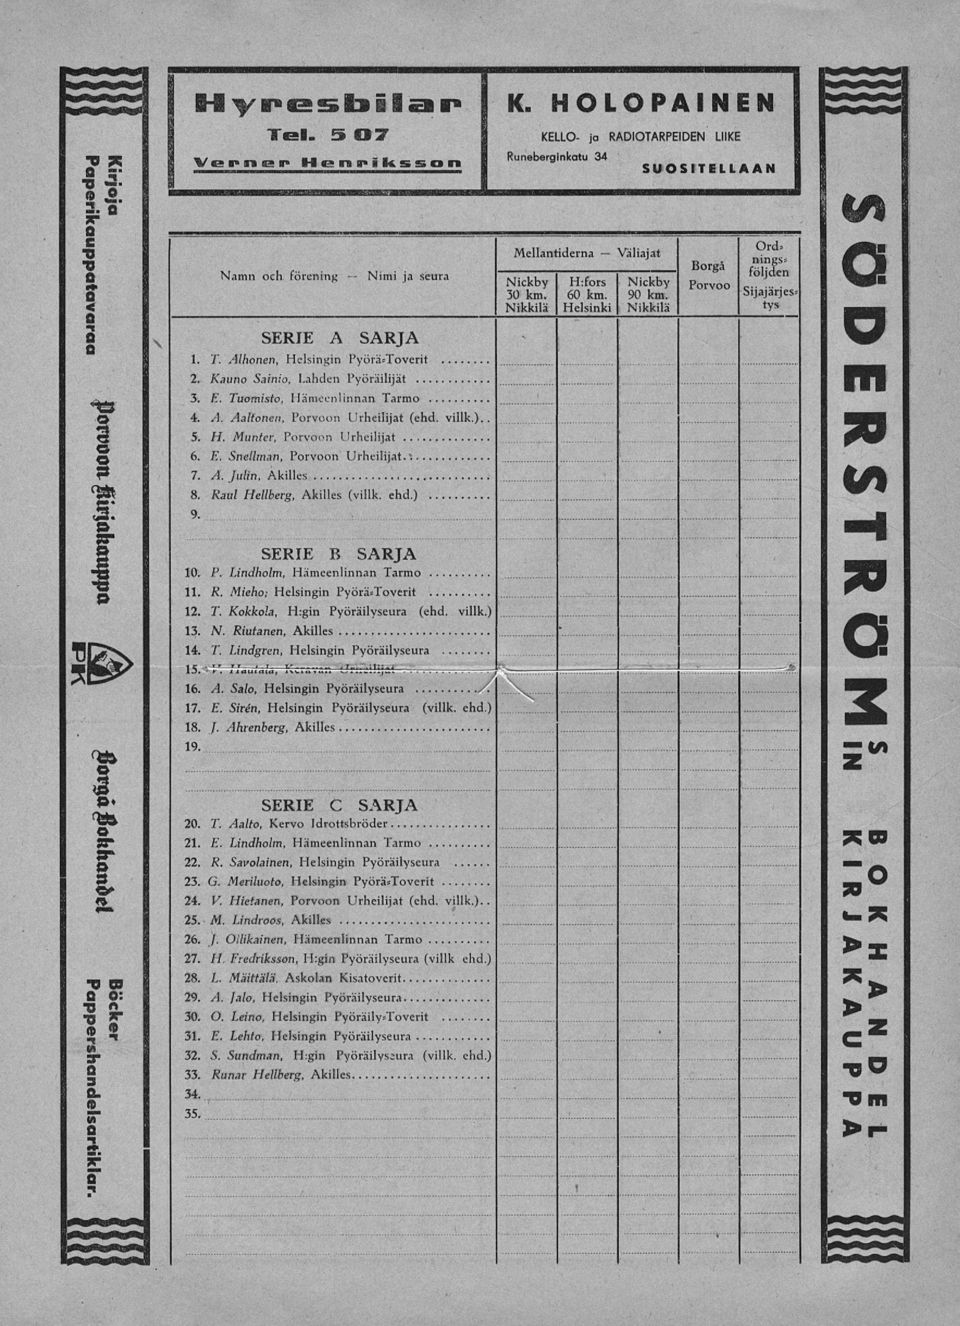 Hyresbilar
Tel. 5 07
Verner Henriksson
K. HOLOPAINEN
KELLO- ja RADIOTARPEIDEN LIIKE
Runeberginkatu 34
SUOSITELLAAN
Kirjoja
Paperikauppatavaraa
Porvoon Kirjakauppa
PK
Borgå Bokhandel
Böcker
Pappershandelsartiklar.
Namn och förening — Nimi ja seura
Mellantiderna — Väliajat
Nickby
30 km.
Nikkilä
H:fors
60 km.
Helsinki
Nickby
90 km.
Nikkilä
Borgå
Porvoo
Ord-
nings-
följden
Sijajärjes-
tys
SERIE A SARJA
1. T. Alhonen, Helsingin Pyörä-Toverit ........
2. Kauno Sainio, Lahden Pyöräilijät ............
3. E. Tuomisto, Hämeenlinnan Tarmo ..........
4. A. Aaltonen, Porvoon Urheilijat (ehd. villk.)..
5. H. Munter, Porvoon Urheilijat ..............
6. E. Snellman, Porvoon Urheilijat..............
7. A. Julin, Akilles ............................
8. Raul Hellberg, Akilles (villk. ehd.) ..........
9.
SERIE B SARJA
10. P. Lindholm, Hämeenlinnan Tarmo ..........
11. R. Mieho, Helsingin Pyörä-Toverit ..........
12. T. Kokkola, H:gin Pyöräilyseura (ehd. villk.)
13. N. Riutanen, Akilles ........................
14. T. Lindgren, Helsingin Pyöräilyseura ........
15. Hautala, Keravan Urheilijat
16. A. Salo, Helsingin Pyöräilyseura ............
17. E. Sirén, Helsingin Pyöräilyseura (villk. ehd.)
18. J. Ahrenberg, Akilles ........................
19.
SERIE C SARJA
20. T. Aalto, Kervo Idrottsbröder ................
21. E. Lindholm, Hämeenlinnan Tarmo ..........
22. R. Savolainen, Helsingin Pyöräilyseura ......
23. G. Meriluoto, Helsingin Pyörä-Toverit ........
24. V. Hietanen, Porvoon Urheilijat (ehd. villk.)..
25. M. Lindroos, Akilles ........................
26. J. Ollikainen, Hämeenlinnan Tarmo ..........
27. H. Fredriksson, H:gin Pyöräilyseura (villk ehd.)
28. L. Mäittälä, Askolan Kisatoverit..............
29. A. Jalo, Helsingin Pyöräilyseura..............
30. O. Leino, Helsingin Pyöräily-Toverit ........
31. E. Lehto, Helsingin Pyöräilyseura ............
32. S. Sundman, H:gin Pyöräilyseura (villk. ehd.)
33. Runar Hellberg, Akilles......................
34.
35.
SÖDERSTRÖM
S BOKHANDEL
IN KIRJAKAUPPA